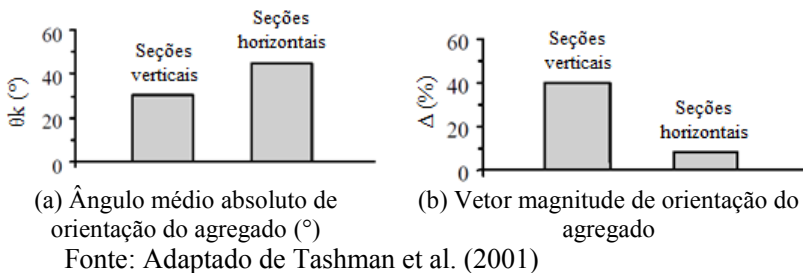 60
40
20
0
θk (°)
Seções
verticais
Seções
horizontais
(a) Ângulo médio absoluto de
orientação do agregado (°)
60
40
20
0
Δ (%)
Seções
verticais
Seções
horizontais
(b) Vetor magnitude de orientação do
agregado
Fonte: Adaptado de Tashman et al. (2001)